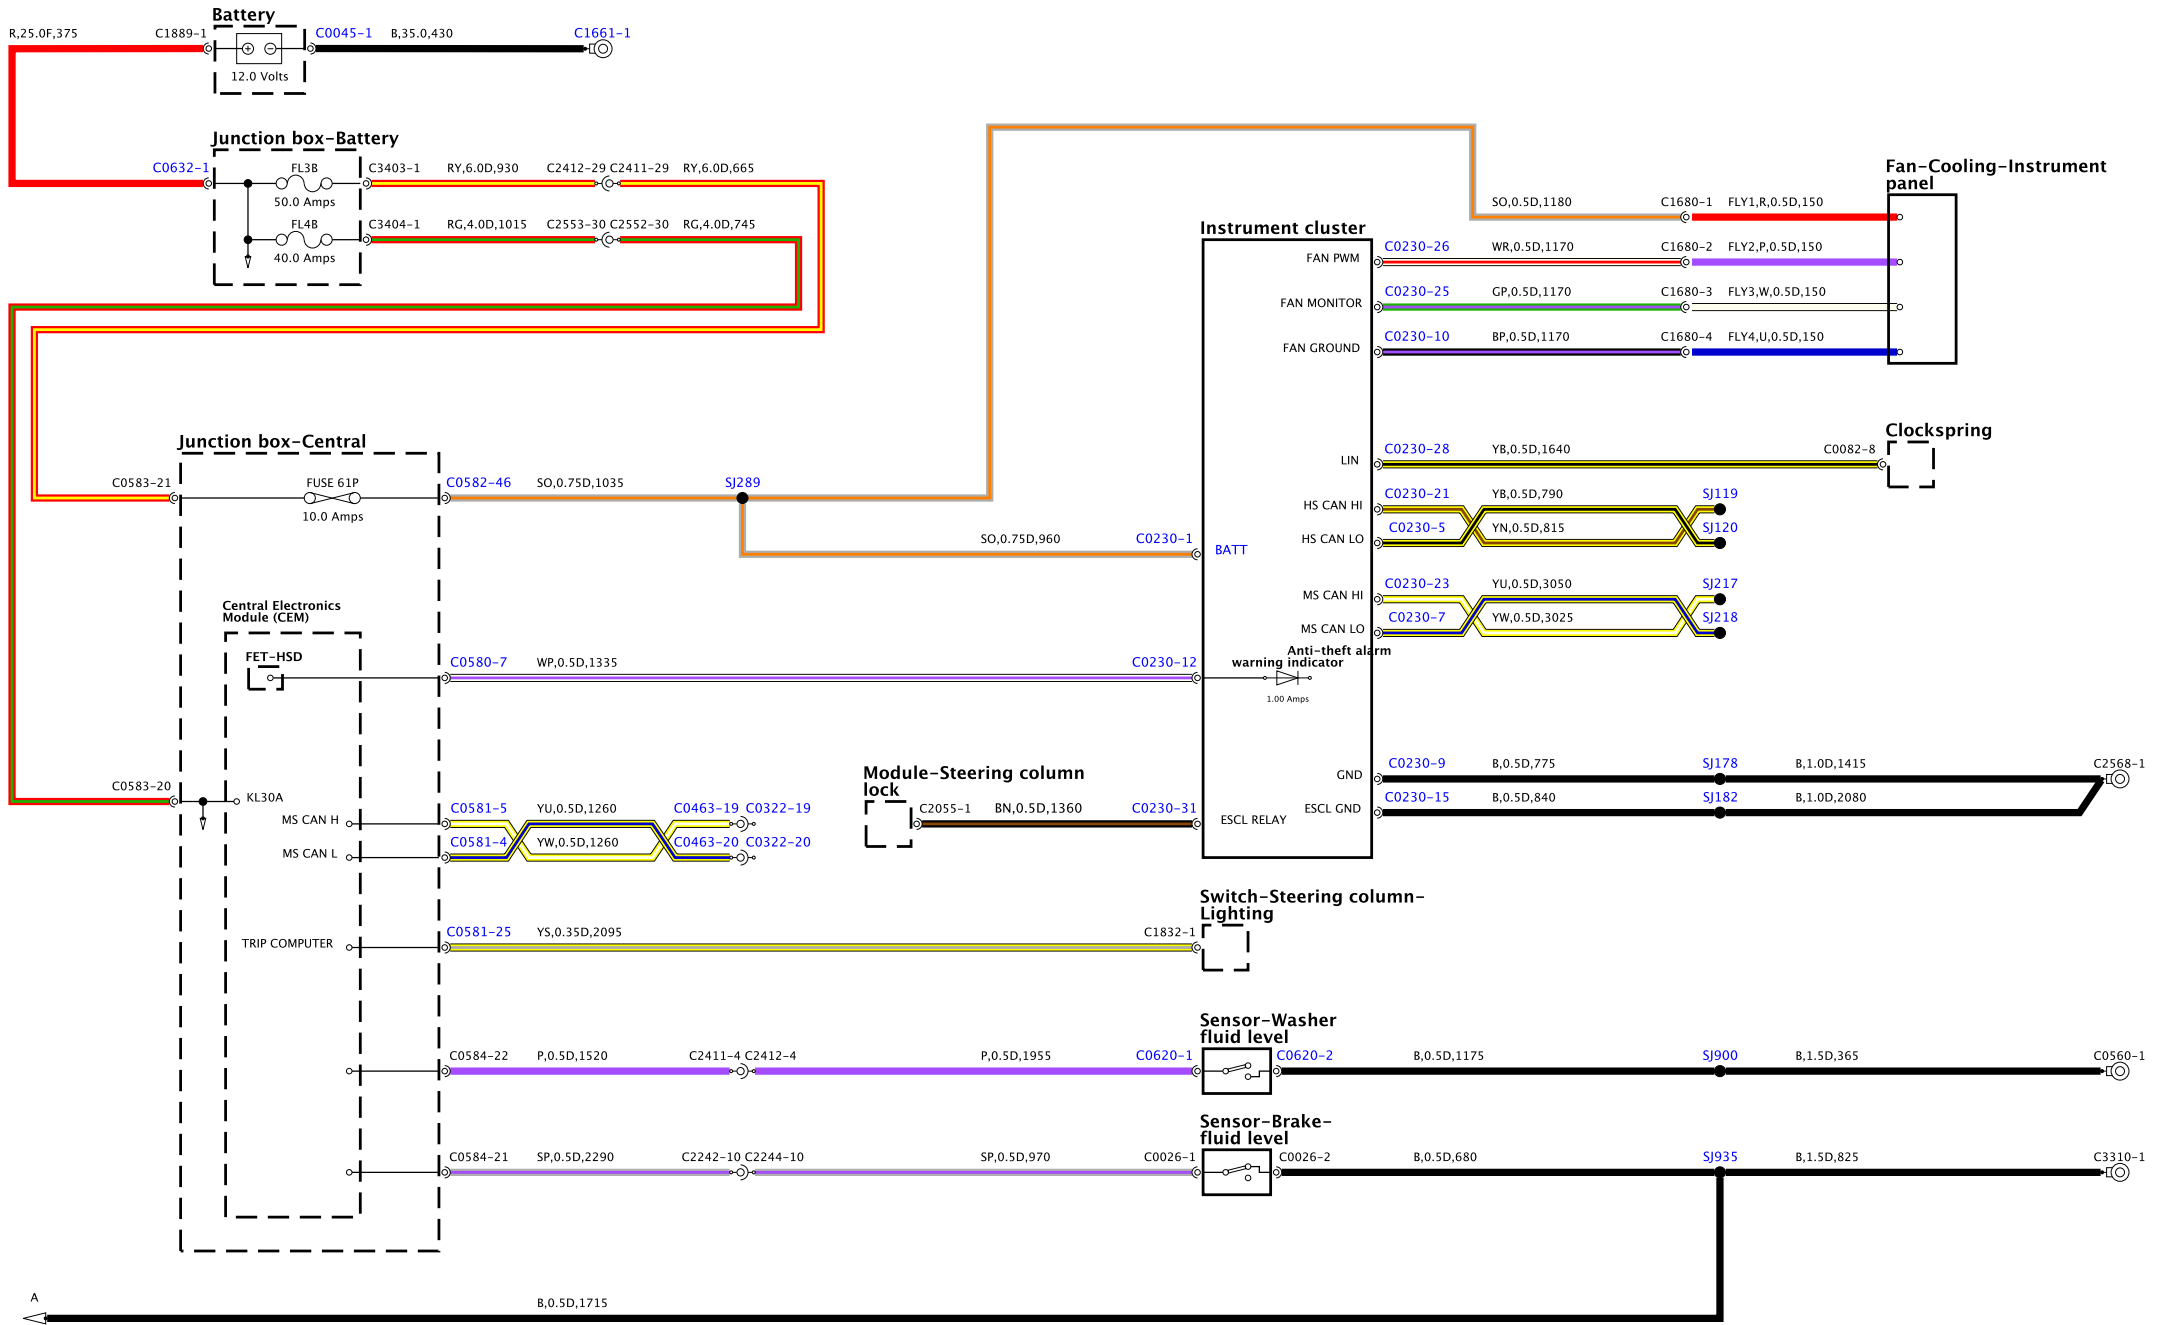 Battery
R,25.0F,375 C1889-1 C0045-1 B,35.0,430 C1661-1
12.0 Volts
Junction box-Battery
C0632-1 FL3B C3403-1 RY,6.0D,930 C2412-29 C2411-29 RY,6.0D,665
50.0 Amps
FL4B C3404-1 RG,4.0D,1015 C2553-30 C2552-30 RG,4.0D,745
40.0 Amps
Fan-Cooling-Instrument
panel
SO,0.5D,1180 C1680-1 FLY1,R,0.5D,150
Instrument cluster
FAN PWM C0230-26 WR,0.5D,1170 C1680-2 FLY2,P,0.5D,150
FAN MONITOR C0230-25 GP,0.5D,1170 C1680-3 FLY3,W,0.5D,150
FAN GROUND C0230-10 BP,0.5D,1170 C1680-4 FLY4,U,0.5D,150
Clockspring
LIN C0230-28 YB,0.5D,1640 C0082-8
Junction box-Central
C0583-21 FUSE 61P C0582-46 SO,0.75D,1035 SJ289
10.0 Amps
HS CAN HI C0230-21 YB,0.5D,790 SJ119
HS CAN LO C0230-5 YN,0.5D,815 SJ120
SO,0.75D,960 C0230-1 BATT
MS CAN HI C0230-23 YU,0.5D,3050 SJ217
MS CAN LO C0230-7 YW,0.5D,3025 SJ218
Central Electronics
Module (CEM)
FET-HSD C0580-7 WP,0.5D,1335 C0230-12
Anti-theft alarm
warning indicator
1.00 Amps
GND C0230-9 B,0.5D,775 SJ178 B,1.0D,1415 C2568-1
ESCL GND C0230-15 B,0.5D,840 SJ182 B,1.0D,2080
Module-Steering column
lock
C2055-1 BN,0.5D,1360 C0230-31 ESCL RELAY
C0583-20 KL30A
MS CAN H C0581-5 YU,0.5D,1260 C0463-19 C0322-19
MS CAN L C0581-4 YW,0.5D,1260 C0463-20 C0322-20
Switch-Steering column-
Lighting
TRIP COMPUTER C0581-25 YS,0.35D,2095 C1832-1
Sensor-Washer
fluid level
C0584-22 P,0.5D,1520 C2411-4 C2412-4 P,0.5D,1955 C0620-1 C0620-2 B,0.5D,1175 SJ900 B,1.5D,365 C0560-1
Sensor-Brake-
fluid level
C0584-21 SP,0.5D,2290 C2242-10 C2244-10 SP,0.5D,970 C0026-1 C0026-2 B,0.5D,680 SJ935 B,1.5D,825 C3310-1
A B,0.5D,1715